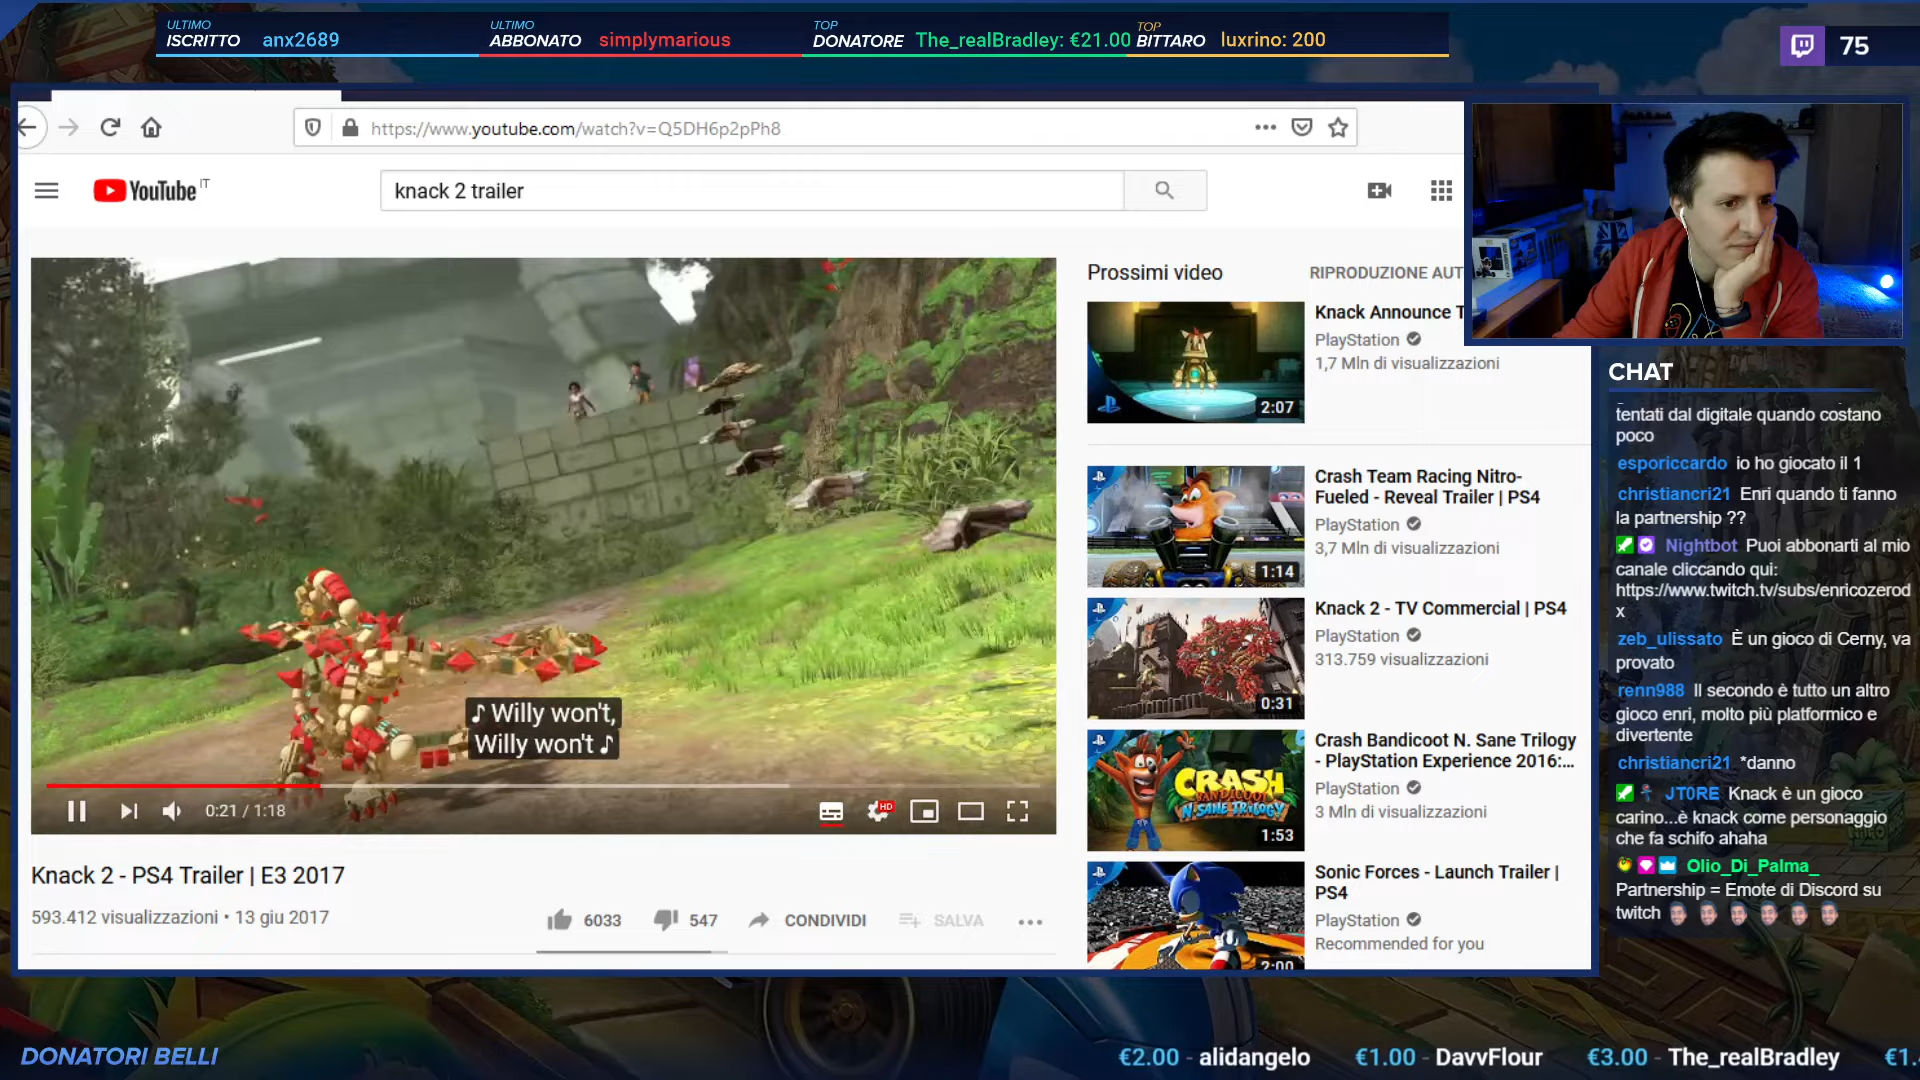 ULTIMO
ISCRITTO anx2689
ULTIMO
ABBONATO simplymarious
TOP
DONATORE The_realBradley: €21.00
TOP
BITTARO luxrino: 200
75
https://www.youtube.com/watch?v=Q5DH6p2pPh8
YouTube IT
knack 2 trailer
♪ Willy won't,
Willy won't ♪
0:21 / 1:18
HD
Knack 2 - PS4 Trailer | E3 2017
593.412 visualizzazioni • 13 giu 2017
6033
547
CONDIVIDI
SALVA
Prossimi video
RIPRODUZIONE AUT
2:07
Knack Announce T
PlayStation
1,7 Mln di visualizzazioni
1:14
Crash Team Racing Nitro-
Fueled - Reveal Trailer | PS4
PlayStation
3,7 Mln di visualizzazioni
0:31
Knack 2 - TV Commercial | PS4
PlayStation
313.759 visualizzazioni
CRASH
BANDICOOT
N. SANE TRILOGY
1:53
Crash Bandicoot N. Sane Trilogy
- PlayStation Experience 2016:...
PlayStation
3 Mln di visualizzazioni
2:00
Sonic Forces - Launch Trailer |
PS4
PlayStation
Recommended for you
CHAT
tentati dal digitale quando costano
poco
esporiccardo io ho giocato il 1
christiancri21 Enri quando ti fanno
la partnership ??
Nightbot Puoi abbonarti al mio
canale cliccando qui:
https://www.twitch.tv/subs/enricozerod
x
zeb_ulissato È un gioco di Cerny, va
provato
renn988 Il secondo è tutto un altro
gioco enri, molto più platformico e
divertente
christiancri21 *danno
JT0RE Knack è un gioco
carino...è knack come personaggio
che fa schifo ahaha
Olio_Di_Palma_
Partnership = Emote di Discord su
twitch
DONATORI BELLI
€2.00 - alidangelo
€1.00 - DavvFlour
€3.00 - The_realBradley
€1.